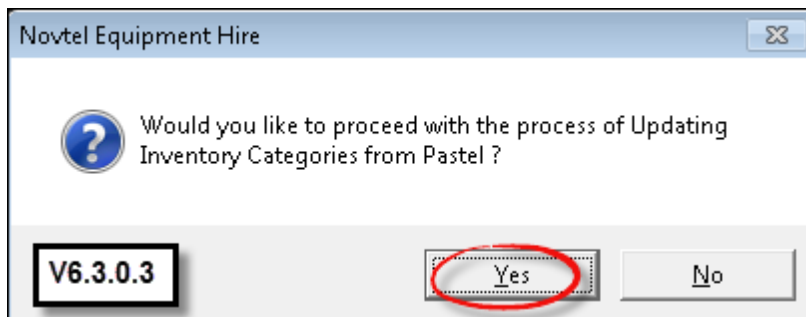 Novtel Equipment Hire
Would you like to proceed with the process of Updating
Inventory Categories from Pastel ?
V6.3.0.3
Yes
No